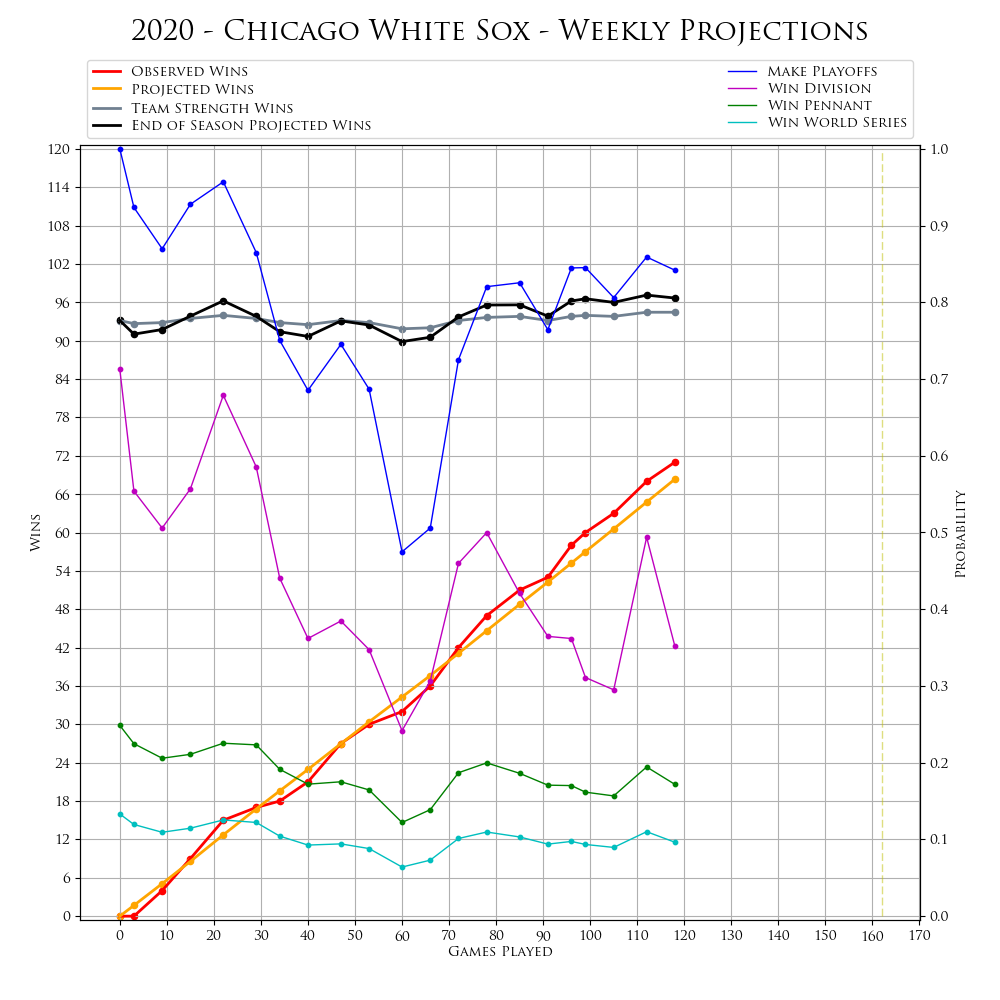 2020 - Chicago White Sox - Weekly Projections
Observed Wins
Projected Wins
Team Strength Wins
End of Season Projected Wins
Make Playoffs
Win Division
Win Pennant
Win World Series
120
114
108
102
96
90
84
78
72
66
60
54
48
42
36
30
24
18
12
6
0
Wins
1.0
0.9
0.8
0.7
0.6
0.5
0.4
0.3
0.2
0.1
0.0
Probability
0 10 20 30 40 50 60 70 80 90 100 110 120 130 140 150 160 170
Games Played